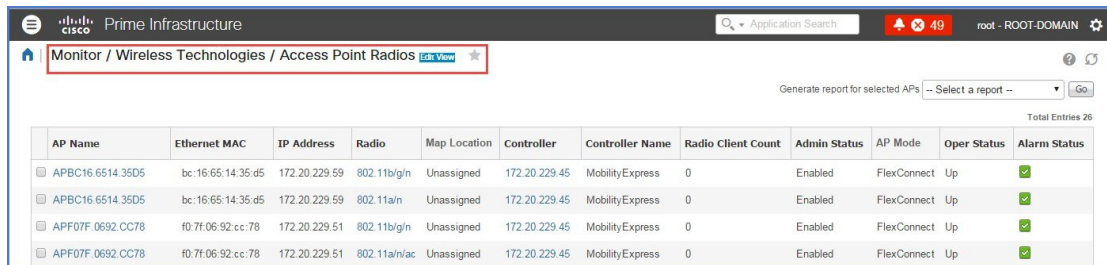 cisco Prime Infrastructure Application Search 49 root - ROOT-DOMAIN
Monitor / Wireless Technologies / Access Point Radios Edit View
Generate report for selected APs -- Select a report -- Go
Total Entries 26
AP Name Ethernet MAC IP Address Radio Map Location Controller Controller Name Radio Client Count Admin Status AP Mode Oper Status Alarm Status
APBC16.6514.35D5 bc:16:65:14:35:d5 172.20.229.59 802.11b/g/n Unassigned 172.20.229.45 MobilityExpress 0 Enabled FlexConnect Up
APBC16.6514.35D5 bc:16:65:14:35:d5 172.20.229.59 802.11a/n Unassigned 172.20.229.45 MobilityExpress 0 Enabled FlexConnect Up
APF07F.0692.CC78 f0:7f:06:92:cc:78 172.20.229.51 802.11b/g/n Unassigned 172.20.229.45 MobilityExpress 0 Enabled FlexConnect Up
APF07F.0692.CC78 f0:7f:06:92:cc:78 172.20.229.51 802.11a/n/ac Unassigned 172.20.229.45 MobilityExpress 0 Enabled FlexConnect Up